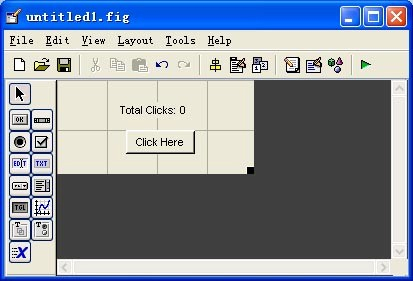 untitled1.fig
File Edit View Layout Tools Help
Total Clicks: 0
OK
Click Here
EDIT TXT
TGL
X